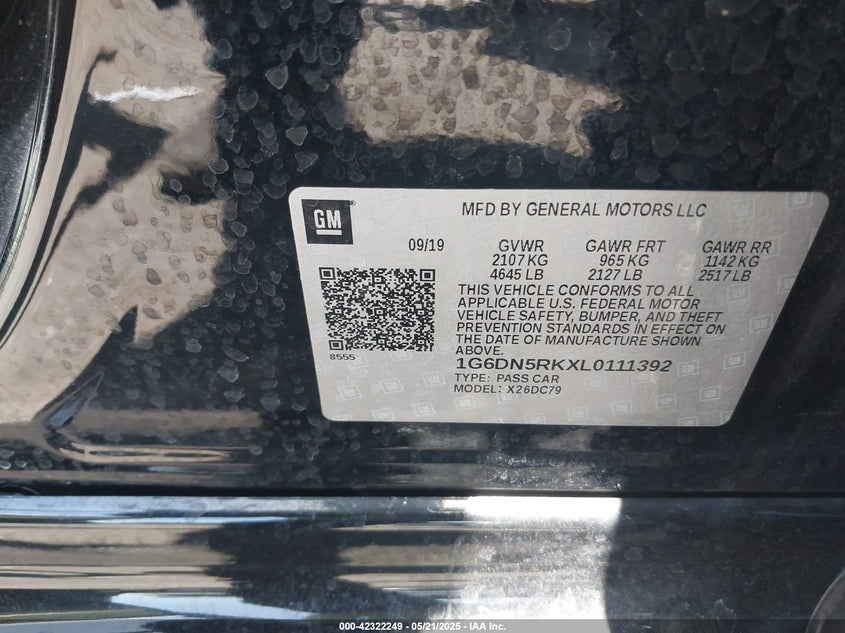 GM
MFD BY GENERAL MOTORS LLC
09/19
GVWR GAWR FRT GAWR RR
2107 KG 965 KG 1142 KG
4645 LB 2127 LB 2517 LB
THIS VEHICLE CONFORMS TO ALL
APPLICABLE U.S. FEDERAL MOTOR
VEHICLE SAFETY, BUMPER, AND THEFT
PREVENTION STANDARDS IN EFFECT ON
THE DATE OF MANUFACTURE SHOWN
ABOVE.
8555
1G6DN5RKXL0111392
TYPE: PASS CAR
MODEL: X26DC79
000-42322249 - 05/21/2025 - IAA Inc.